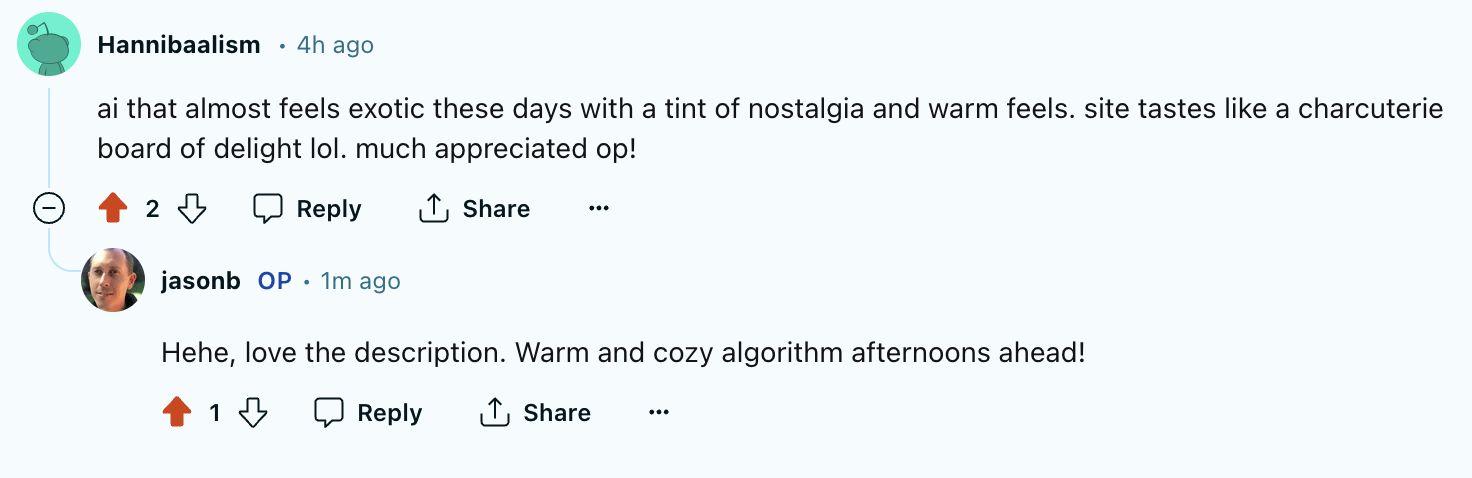 Hannibaalism • 4h ago
ai that almost feels exotic these days with a tint of nostalgia and warm feels. site tastes like a charcuterie
board of delight lol. much appreciated op!
2 Reply Share ...
jasonb OP • 1m ago
Hehe, love the description. Warm and cozy algorithm afternoons ahead!
1 Reply Share ...